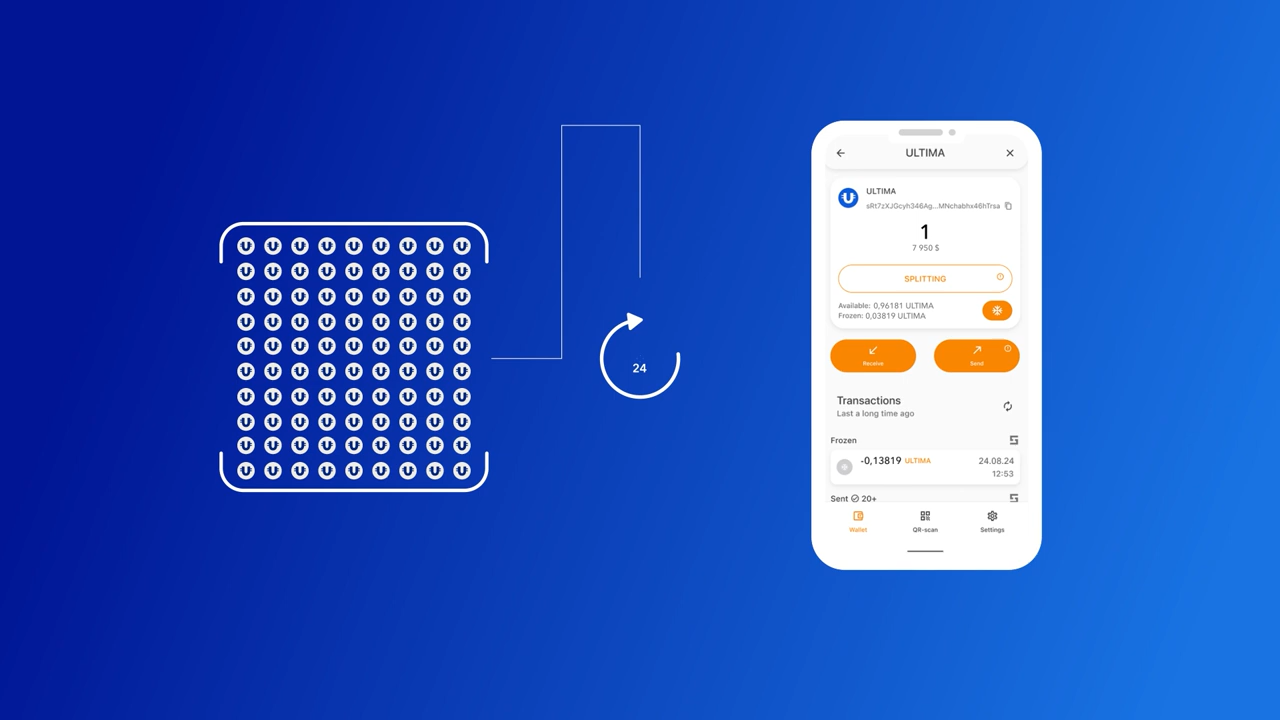 24
ULTIMA
ULTIMA
sRt7zXJGcyh346Ag...MNchabhx46hTrsa
1
7 950 $
SPLITTING
Available: 0,96181 ULTIMA
Frozen: 0,03819 ULTIMA
Receive
Send
Transactions
Last a long time ago
Frozen
-0,13819 ULTIMA
24.08.24
12:53
Sent 20+
Wallet
QR-scan
Settings